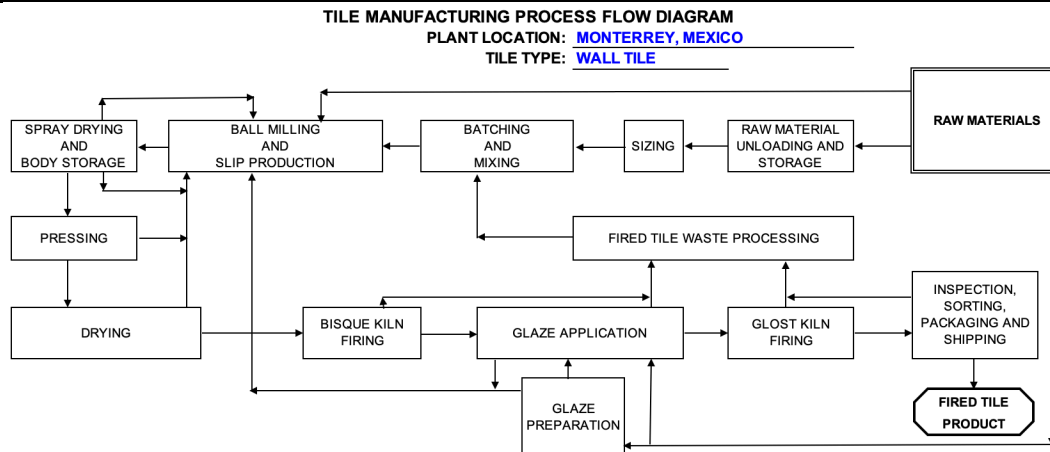 TILE MANUFACTURING PROCESS FLOW DIAGRAM
PLANT LOCATION: MONTERREY, MEXICO
TILE TYPE: WALL TILE
SPRAY DRYING
AND
BODY STORAGE
BALL MILLING
AND
SLIP PRODUCTION
BATCHING
AND
MIXING
SIZING
RAW MATERIAL
UNLOADING AND
STORAGE
RAW MATERIALS
PRESSING
FIRED TILE WASTE PROCESSING
DRYING
BISQUE KILN
FIRING
GLAZE APPLICATION
GLOST KILN
FIRING
INSPECTION,
SORTING,
PACKAGING AND
SHIPPING
GLAZE
PREPARATION
FIRED TILE
PRODUCT